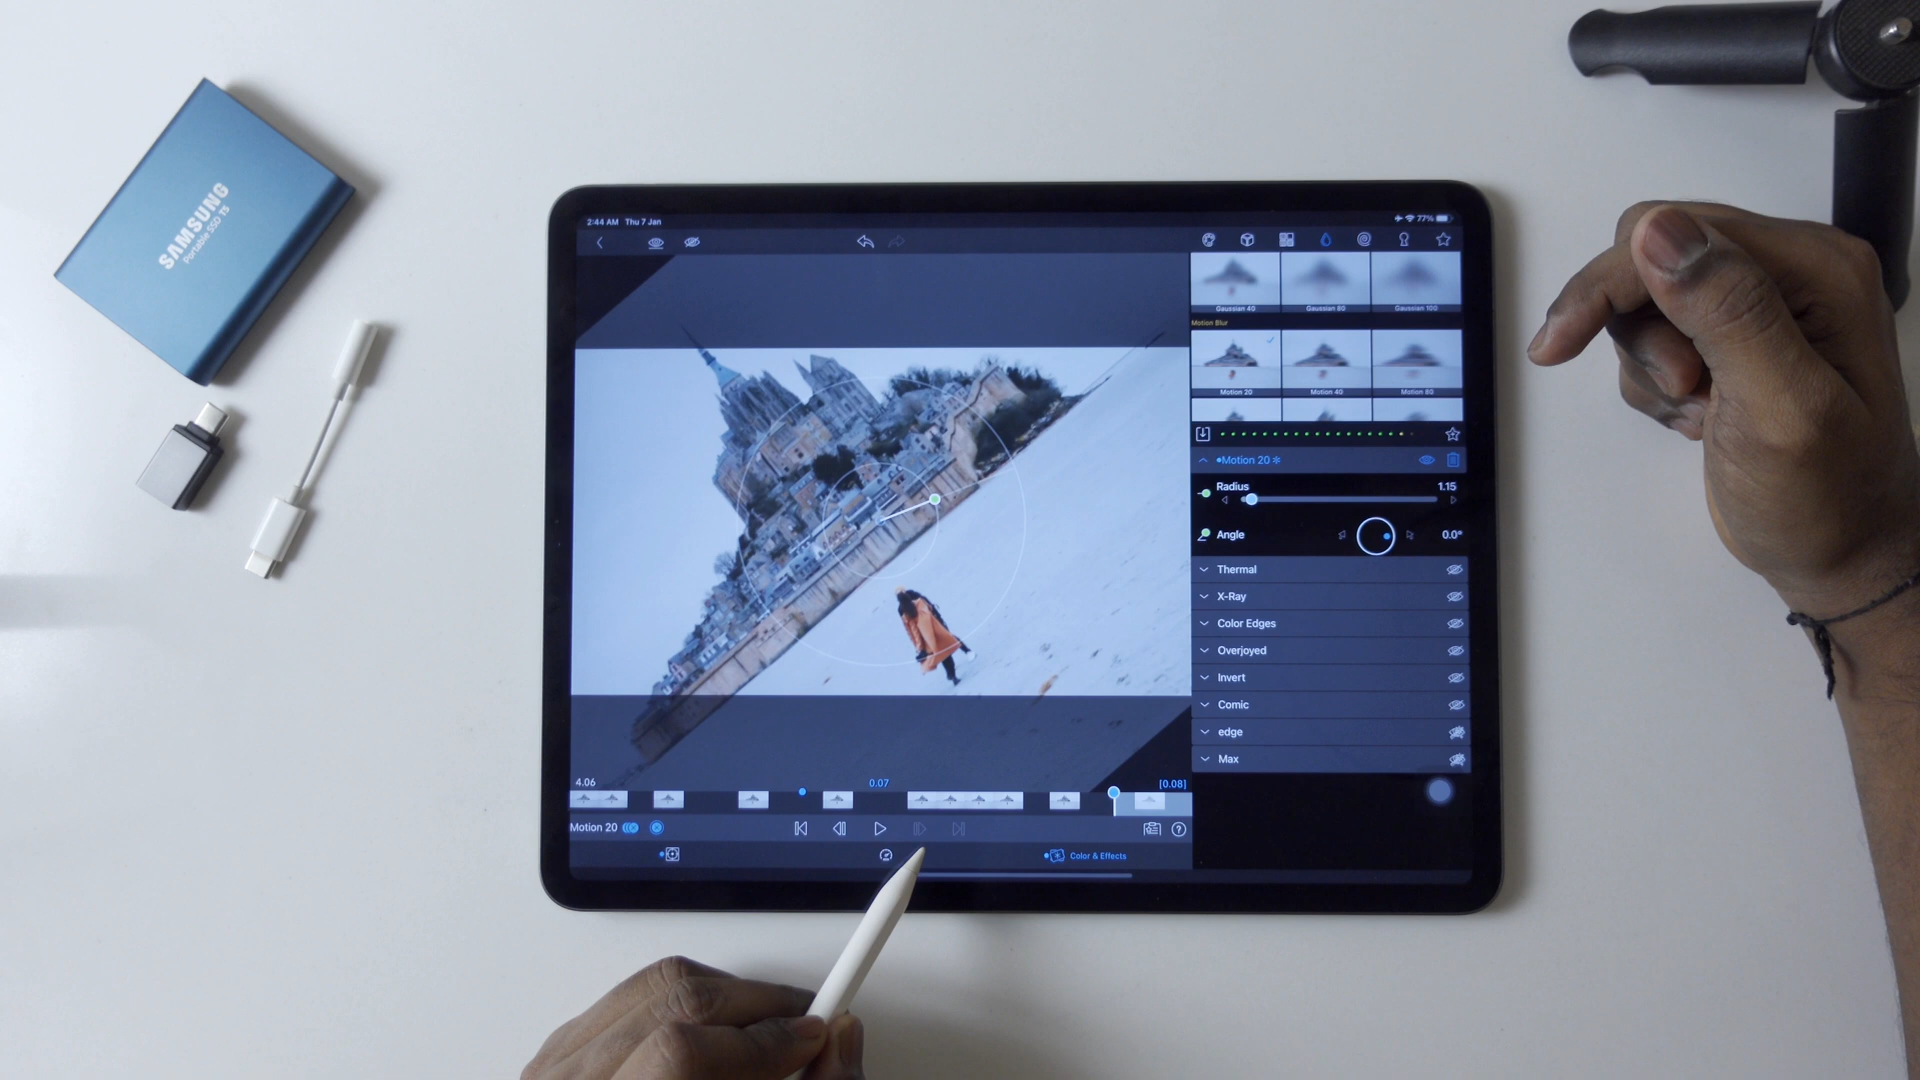 SAMSUNG
Portable SSD T5
2:44 AM Thu 7 Jan
77%
Gaussian 40
Gaussian 80
Gaussian 100
Motion Blur
Motion 20
Motion 40
Motion 80
Motion 20
Radius
1.15
Angle
0.0°
Thermal
X-Ray
Color Edges
Overjoyed
Invert
Comic
edge
Max
4.06
0.07
[0.08]
Motion 20
Color & Effects